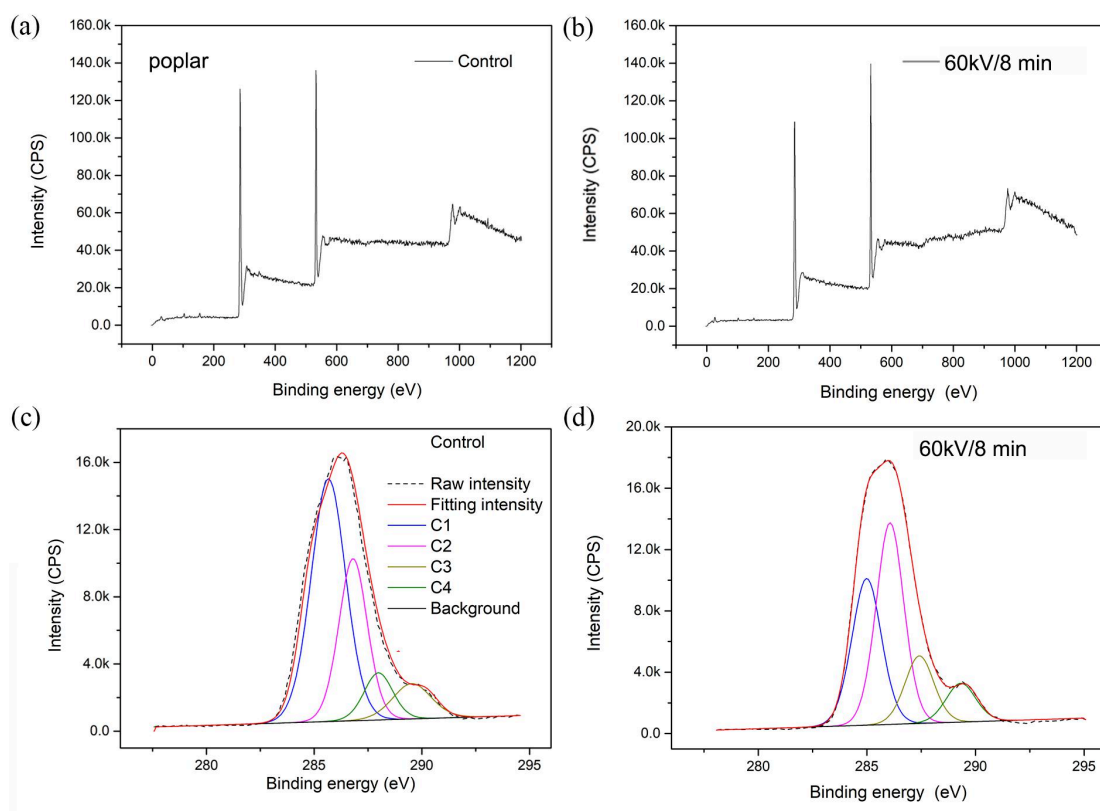 (a)
160.0k
140.0k
120.0k
100.0k
80.0k
60.0k
40.0k
20.0k
0.0
Intensity (CPS)
poplar
Control
0 200 400 600 800 1000 1200
Binding energy (eV)
(b)
160.0k
140.0k
120.0k
100.0k
80.0k
60.0k
40.0k
20.0k
0.0
Intensity (CPS)
60kV/8 min
0 200 400 600 800 1000 1200
Binding energy (eV)
(c)
16.0k
12.0k
8.0k
4.0k
0.0
Intensity (CPS)
Control
Raw intensity
Fitting intensity
C1
C2
C3
C4
Background
280 285 290 295
Binding energy (eV)
(d)
20.0k
16.0k
12.0k
8.0k
4.0k
0.0
Intensity (CPS)
60kV/8 min
280 285 290 295
Binding energy (eV)